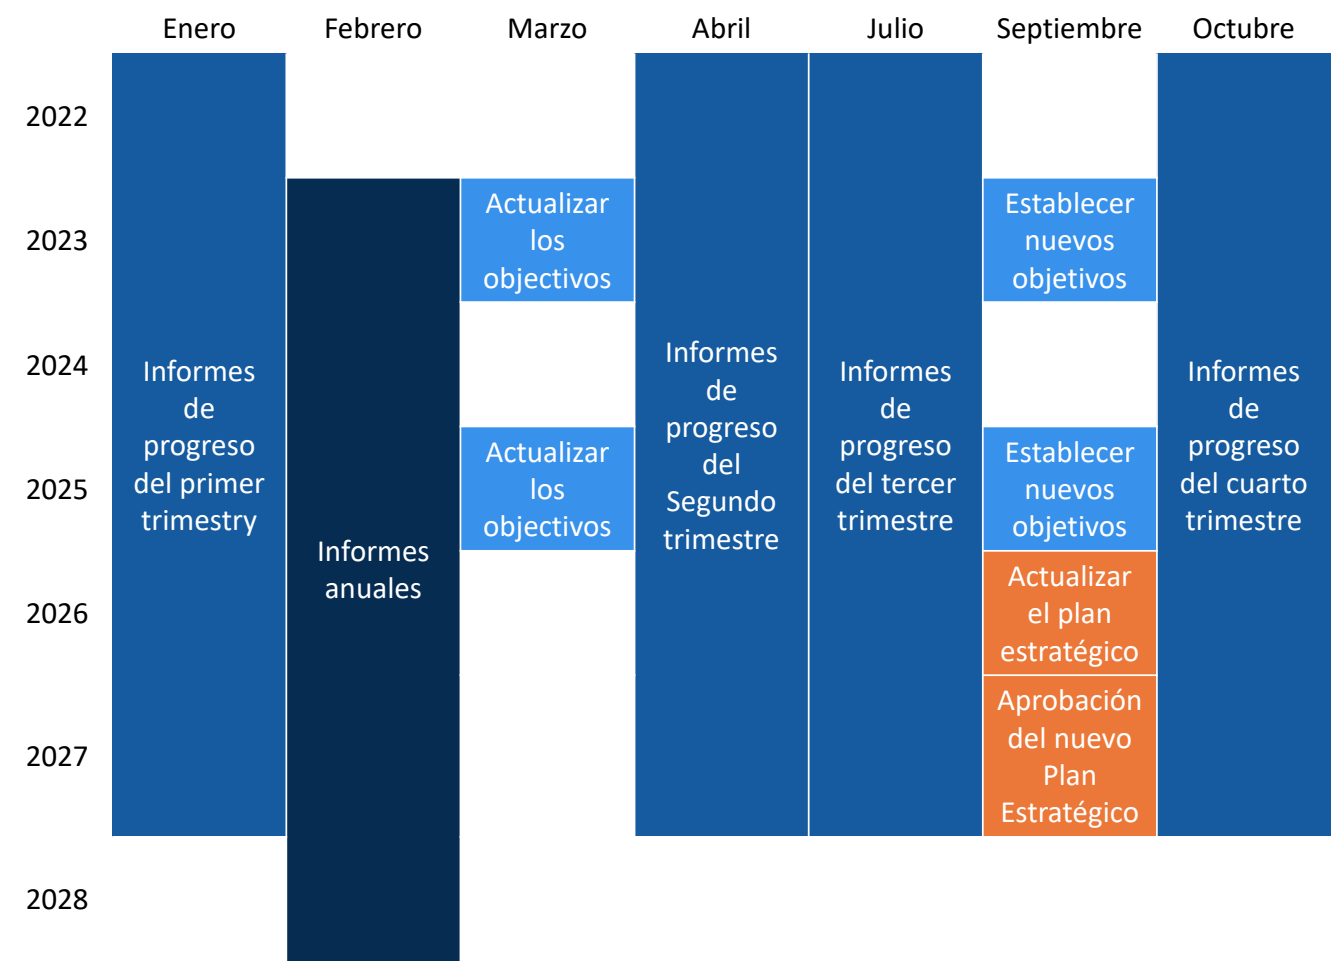 Enero Febrero Marzo Abril Julio Septiembre Octubre
2022
2023
2024
2025
2026
2027
2028
Informes
de
progreso
del primer
trimestry
Informes
anuales
Actualizar
los
objectivos
Actualizar
los
objectivos
Informes
de
progreso
del
Segundo
trimestre
Informes
de
progreso
del tercer
trimestre
Establecer
nuevos
objetivos
Establecer
nuevos
objetivos
Actualizar
el plan
estratégico
Aprobación
del nuevo
Plan
Estratégico
Informes
de
progreso
del cuarto
trimestre